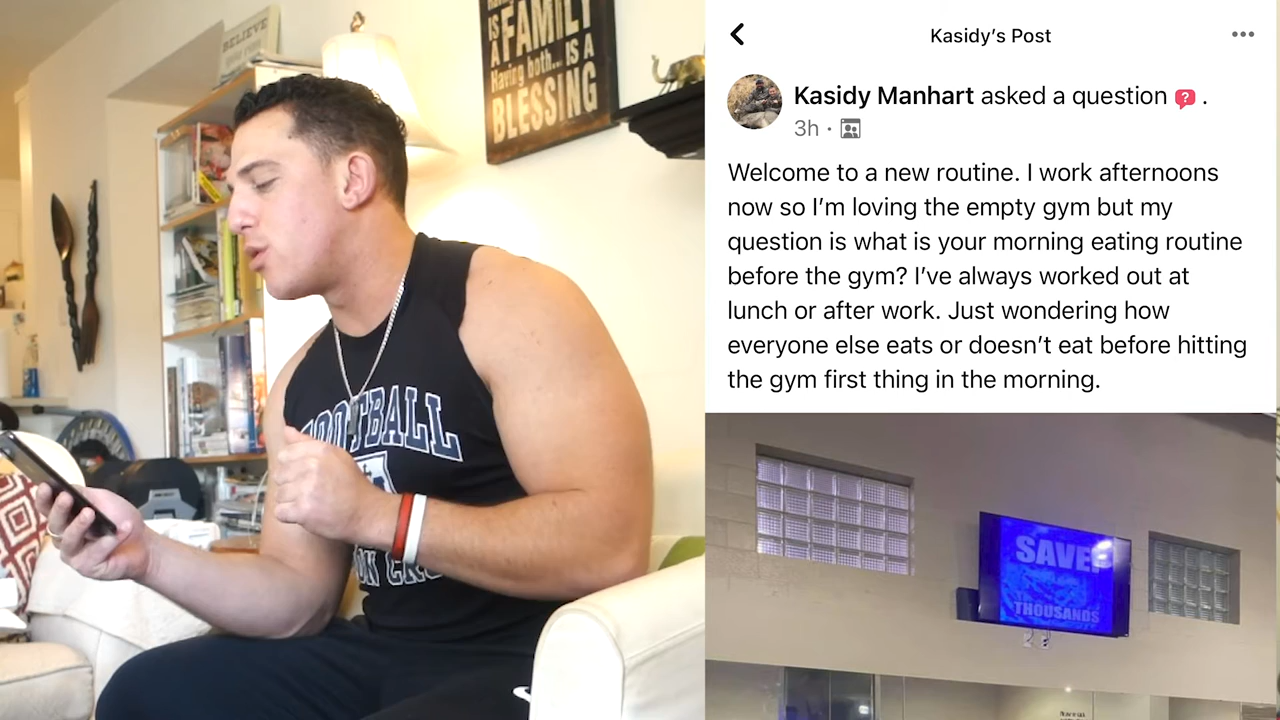 BELIEVE
IS A FAMILY
Having both... IS A
BLESSING
FOOTBALL
Kasidy’s Post
Kasidy Manhart asked a question .
3h ·
Welcome to a new routine. I work afternoons
now so I’m loving the empty gym but my
question is what is your morning eating routine
before the gym? I’ve always worked out at
lunch or after work. Just wondering how
everyone else eats or doesn’t eat before hitting
the gym first thing in the morning.
SAVES
THOUSANDS